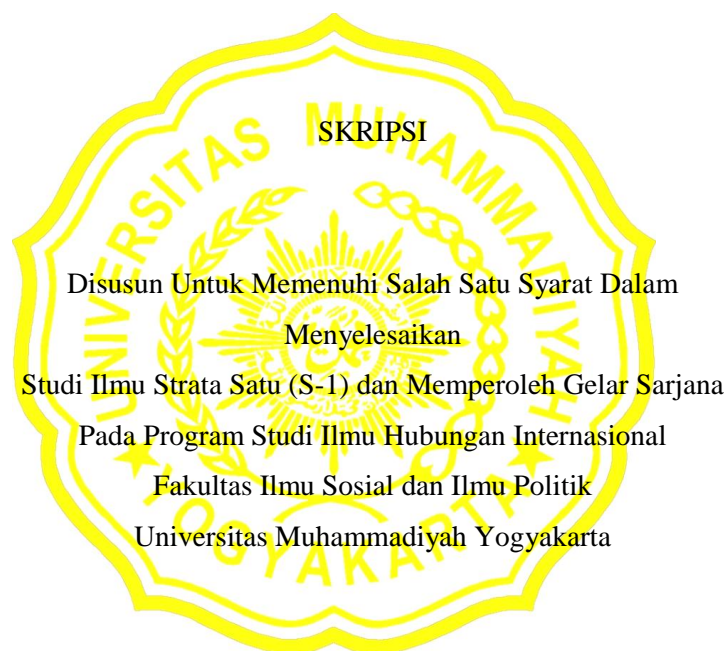 SKRIPSI
Disusun Untuk Memenuhi Salah Satu Syarat Dalam
Menyelesaikan
Studi Ilmu Strata Satu (S-1) dan Memperoleh Gelar Sarjana
Pada Program Studi Ilmu Hubungan Internasional
Fakultas Ilmu Sosial dan Ilmu Politik
Universitas Muhammadiyah Yogyakarta
UNIVERSITAS MUHAMMADIYAH
YOGYAKARTA